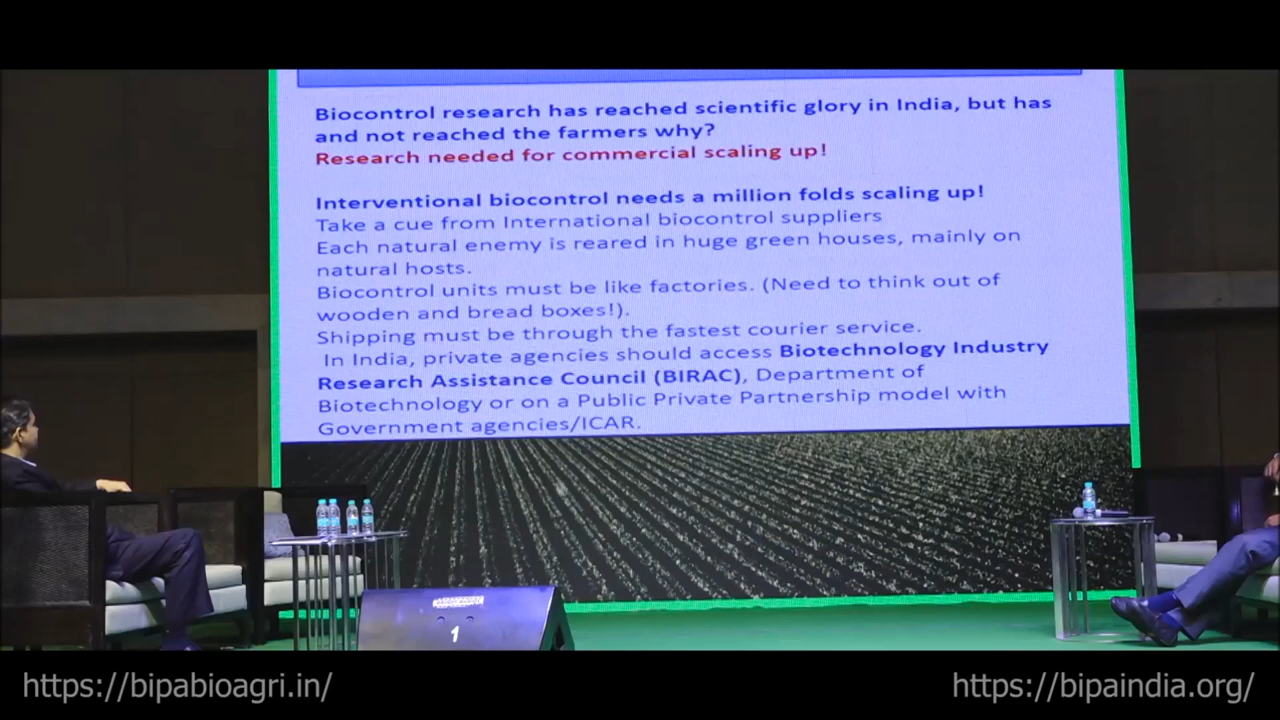 Biocontrol research has reached scientific glory in India, but has
and not reached the farmers why?
Research needed for commercial scaling up!
Interventional biocontrol needs a million folds scaling up!
Take a cue from International biocontrol suppliers
Each natural enemy is reared in huge green houses, mainly on
natural hosts.
Biocontrol units must be like factories. (Need to think out of
wooden and bread boxes!).
Shipping must be through the fastest courier service.
In India, private agencies should access Biotechnology Industry
Research Assistance Council (BIRAC), Department of
Biotechnology or on a Public Private Partnership model with
Government agencies/ICAR.
1
https://bipabioagri.in/
https://bipaindia.org/